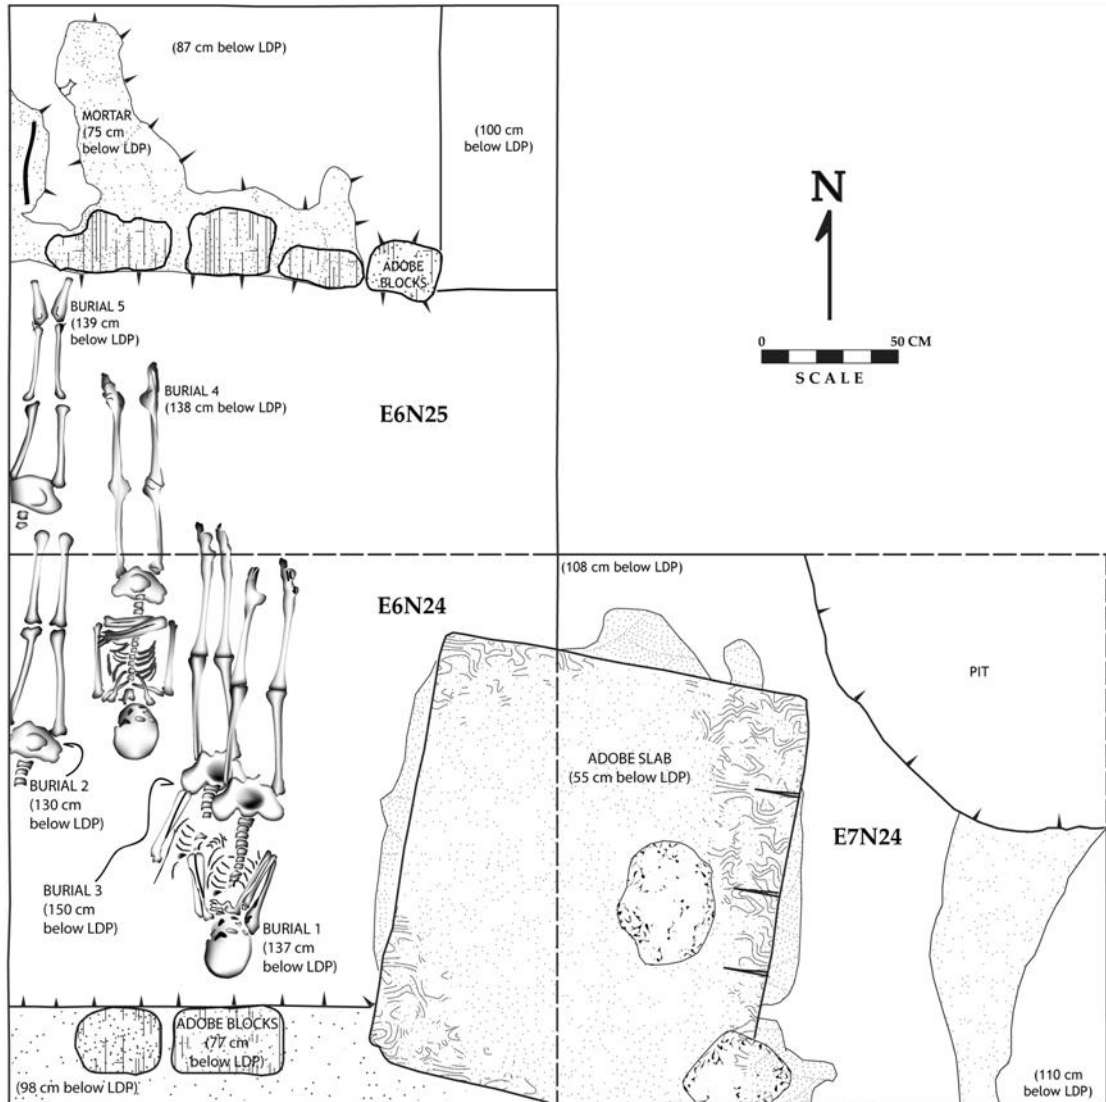 (87 cm below LDP)
MORTAR
(75 cm
below LDP)
(100 cm
below LDP)
N
ADOBE
BLOCKS
BURIAL 5
(139 cm
below LDP)
0 50 CM
SCALE
BURIAL 4
(138 cm below LDP)
E6N25
(108 cm below LDP)
E6N24
PIT
ADOBE SLAB
(55 cm below LDP)
BURIAL 2
(130 cm
below LDP)
E7N24
BURIAL 3
(150 cm
below LDP)
BURIAL 1
(137 cm
below LDP)
ADOBE BLOCKS
(77 cm
below LDP)
(98 cm below LDP)
(110 cm
below LDP)